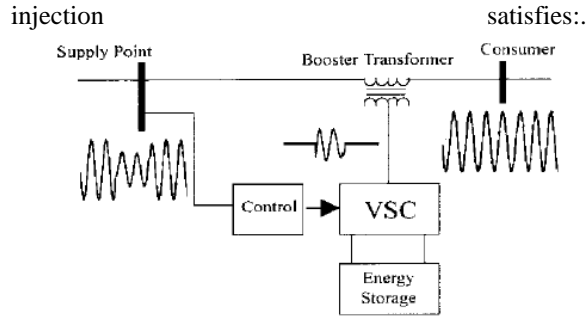 injection satisfies:.
Supply Point
Booster Transformer
Consumer
Control
VSC
Energy
Storage